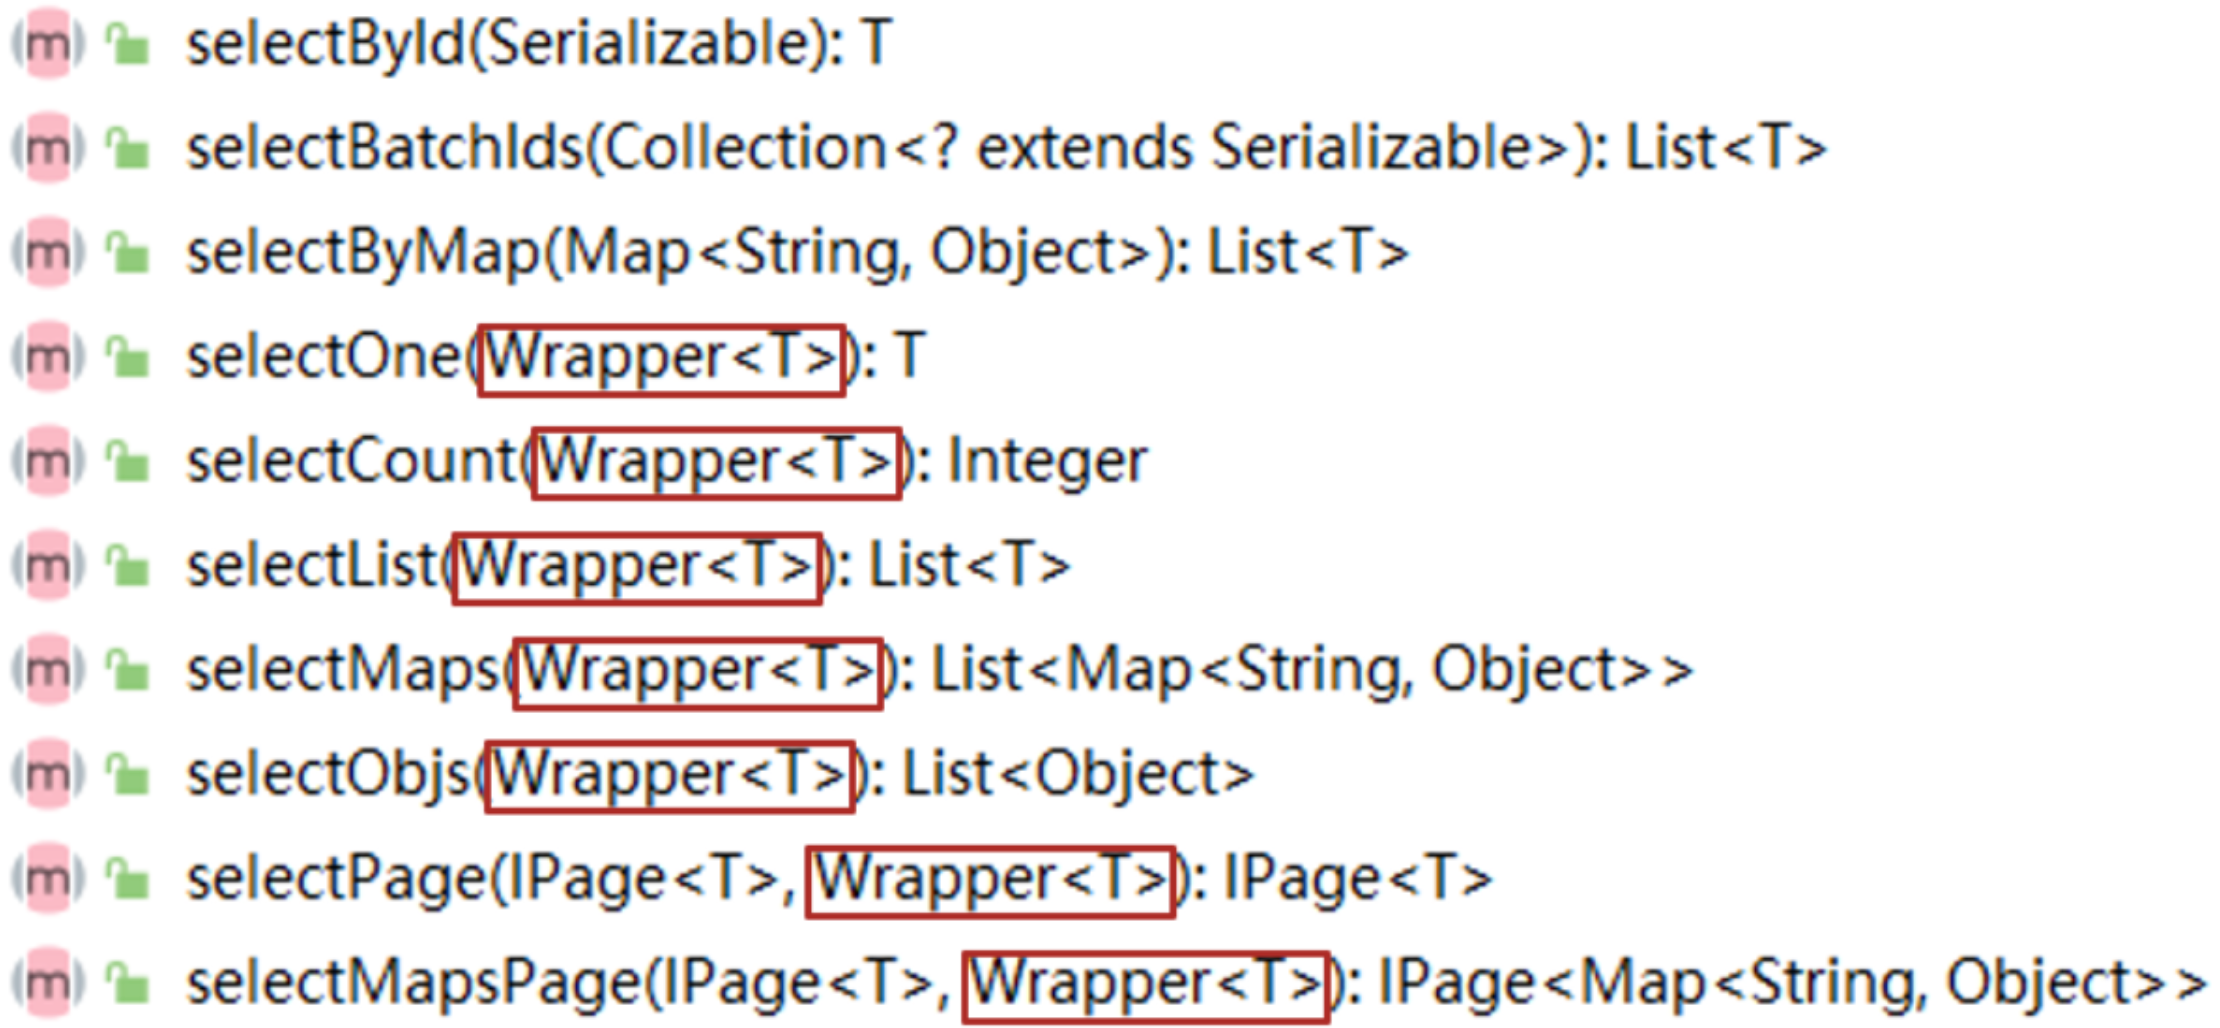 m selectById(Serializable): T
m selectBatchIds(Collection<? extends Serializable>): List<T>
m selectByMap(Map<String, Object>): List<T>
m selectOne(Wrapper<T>): T
m selectCount(Wrapper<T>): Integer
m selectList(Wrapper<T>): List<T>
m selectMaps(Wrapper<T>): List<Map<String, Object>>
m selectObjs(Wrapper<T>): List<Object>
m selectPage(IPage<T>, Wrapper<T>): IPage<T>
m selectMapsPage(IPage<T>, Wrapper<T>): IPage<Map<String, Object>>